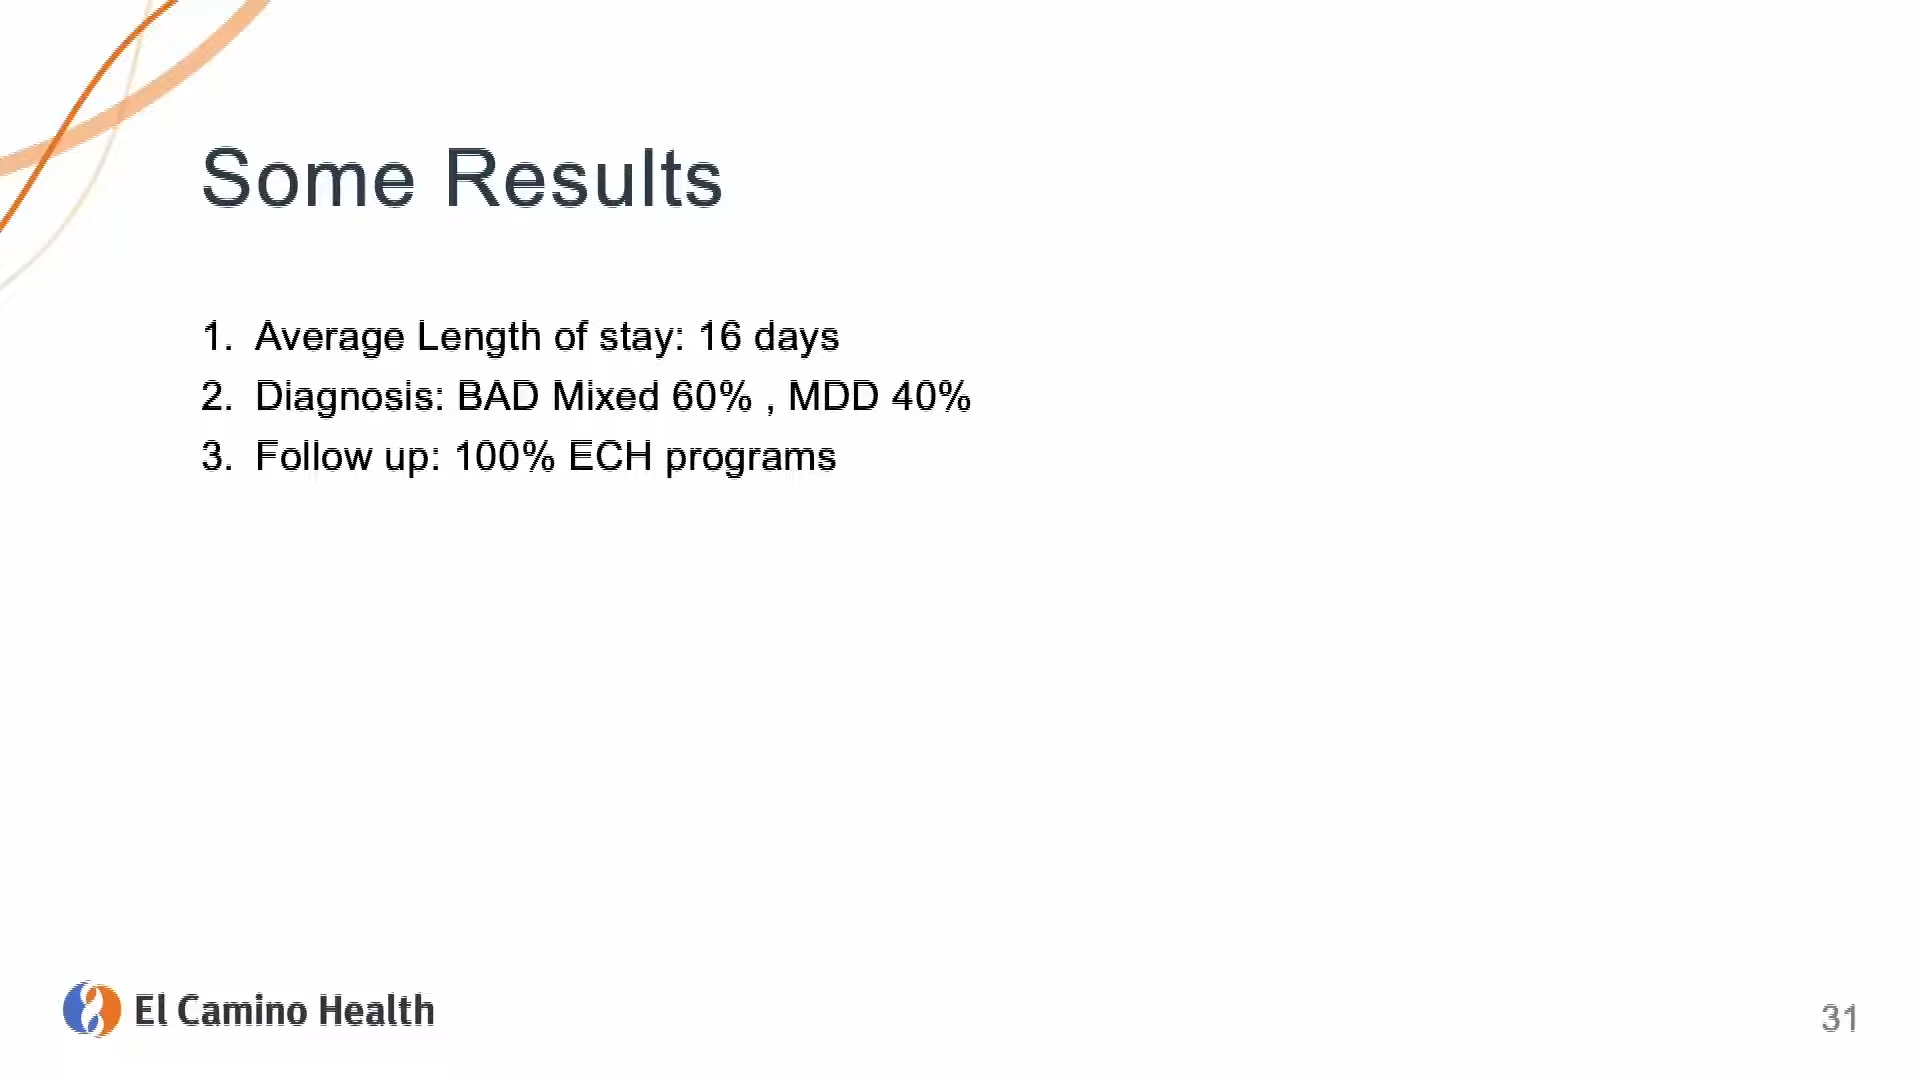 Some Results
1. Average Length of stay: 16 days
2. Diagnosis: BAD Mixed 60% , MDD 40%
3. Follow up: 100% ECH programs
El Camino Health
31